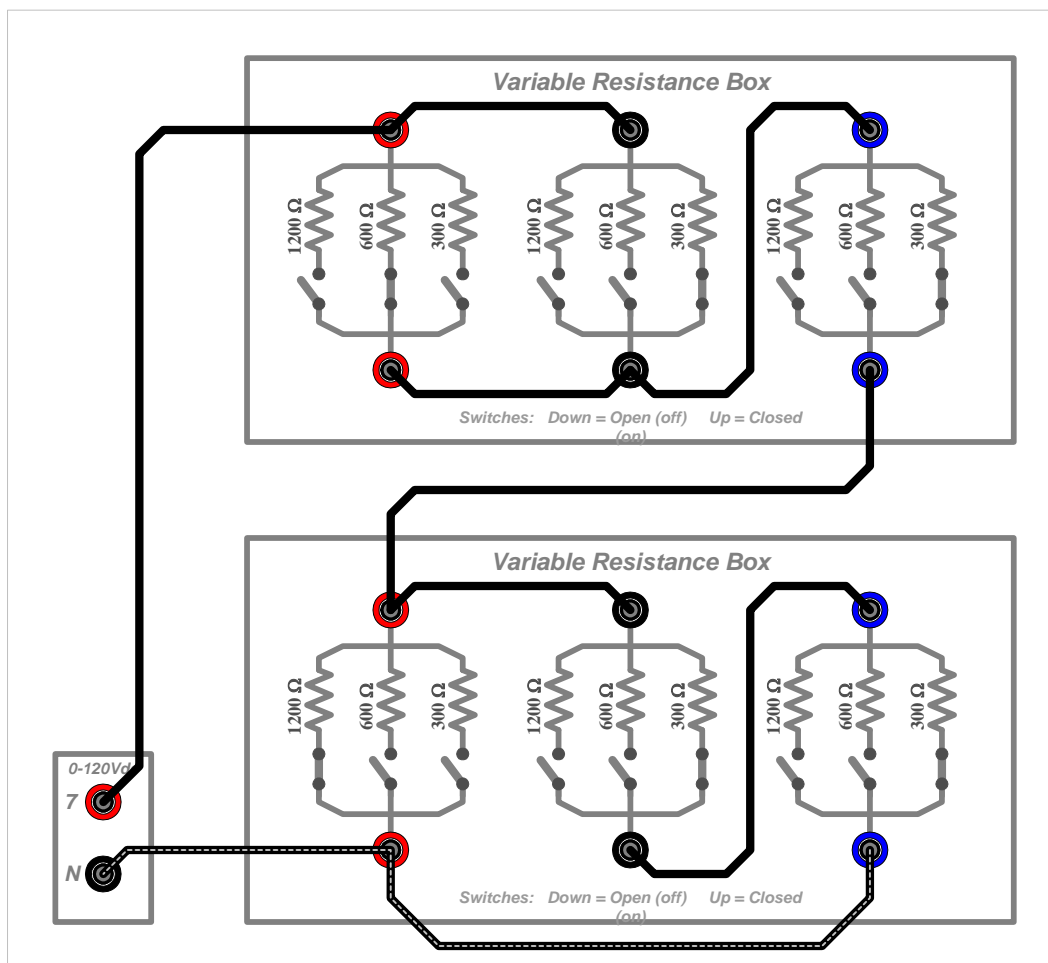 Variable Resistance Box
1200 Ω 600 Ω 300 Ω 1200 Ω 600 Ω 300 Ω 1200 Ω 600 Ω 300 Ω
Switches: Down = Open (off) Up = Closed
(on)
Variable Resistance Box
1200 Ω 600 Ω 300 Ω 1200 Ω 600 Ω 300 Ω 1200 Ω 600 Ω 300 Ω
0-120Vd
7
N
Switches: Down = Open (off) Up = Closed
(on)